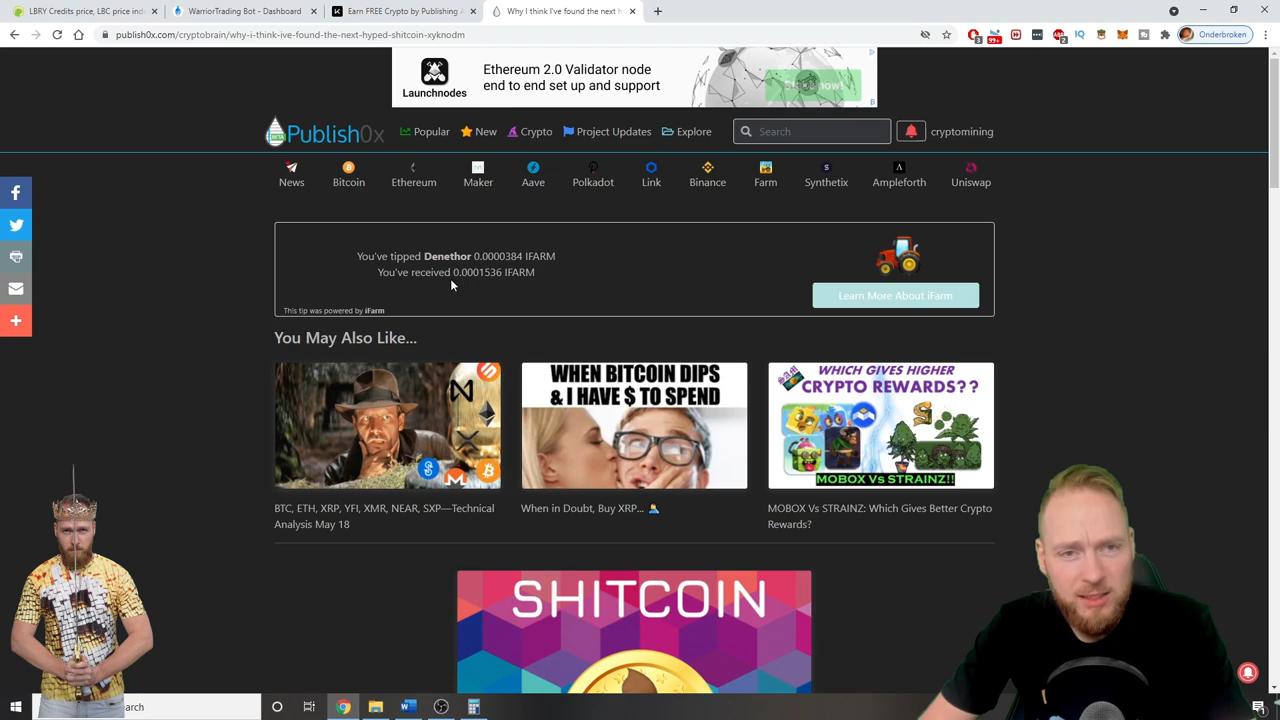 LBRY Credits price, LBC price ind
WarriorTrading Bot - Dashboard
Earn FREE Crypto by Publishing A
Why I think I've found the next h
publish0x.com/cryptobrain/why-i-think-ive-found-the-next-hyped-shitcoin-xyknodm
3
99+
2
IQ
Onderbroken
Launchnodes
Ethereum 2.0 Validator node
end to end set up and support
Publish0x
BETA
Popular
New
Crypto
Project Updates
Explore
Search
cryptomining
News
Bitcoin
Ethereum
Maker
Aave
Polkadot
Link
Binance
Farm
Synthetix
Ampleforth
Uniswap
You've tipped Denethor 0.0000384 IFARM
You've received 0.0001536 IFARM
Learn More About iFarm
This tip was powered by iFarm
You May Also Like...
WHEN BITCOIN DIPS
& I HAVE $ TO SPEND
WHICH GIVES HIGHER
CRYPTO REWARDS??
MOBOX Vs STRAINZ!!
BTC, ETH, XRP, YFI, XMR, NEAR, SXP—Technical
Analysis May 18
When in Doubt, Buy XRP...
MOBOX Vs STRAINZ: Which Gives Better Crypto
Rewards?
SHITCOIN
arch